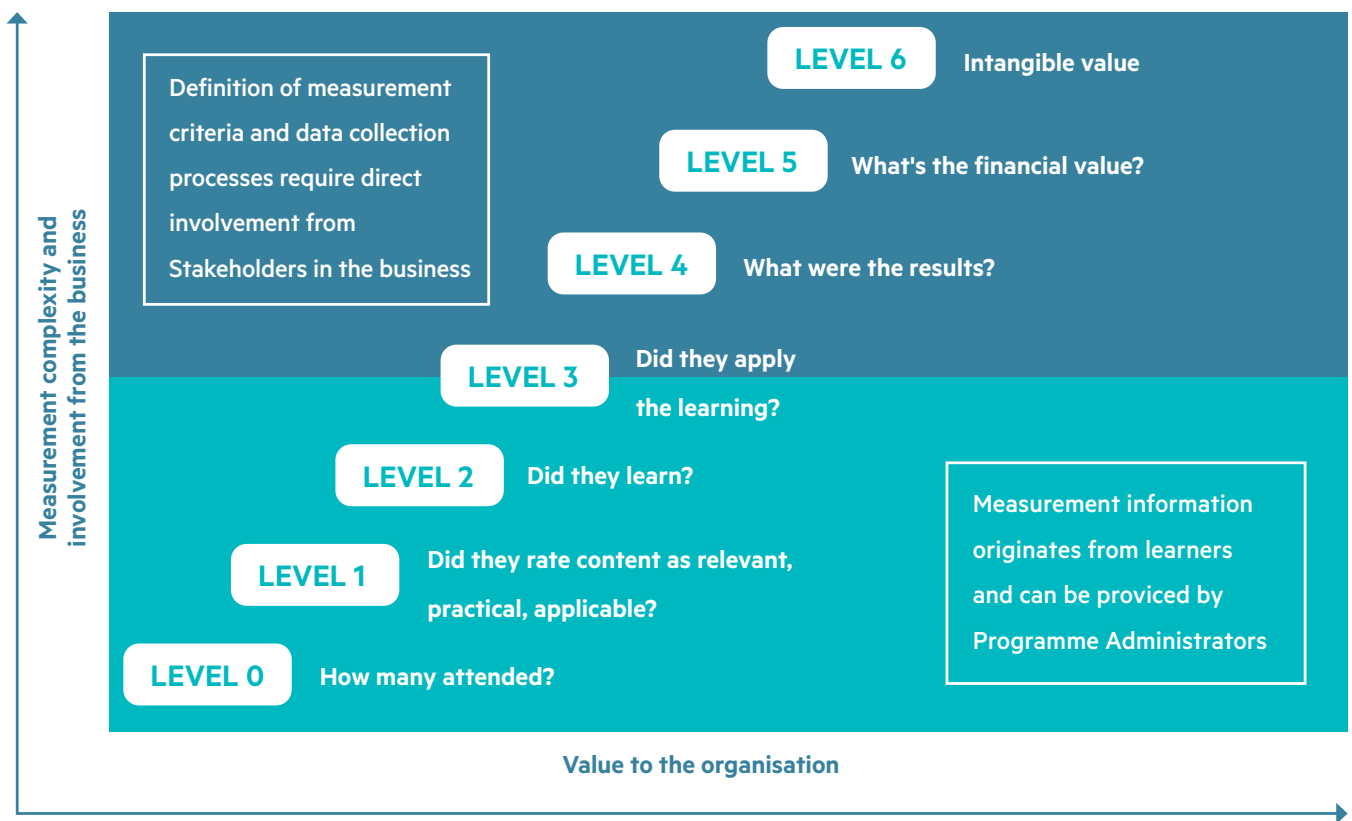 LEVEL 6
Intangible value
Definition of measurement
criteria and data collection
processes require direct
involvement from
Stakeholders in the business
LEVEL 5
What's the financial value?
LEVEL 4
What were the results?
LEVEL 3
Did they apply
the learning?
LEVEL 2
Did they learn?
Measurement information
originates from learners
and can be proviced by
Programme Administrators
LEVEL 1
Did they rate content as relevant,
practical, applicable?
LEVEL 0
How many attended?
Measurement complexity and
involvement from the business
Value to the organisation